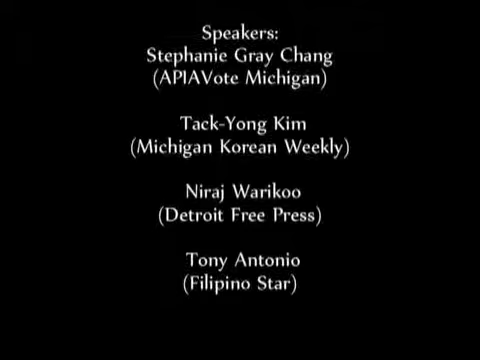 Speakers:
Stephanie Gray Chang
(APIAVote Michigan)
Tack-Yong Kim
(Michigan Korean Weekly)
Niraj Warikoo
(Detroit Free Press)
Tony Antonio
(Filipino Star)